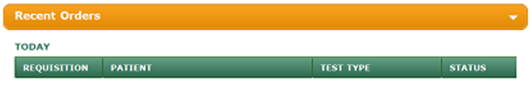 Recent Orders
TODAY
REQUISITION PATIENT TEST TYPE STATUS